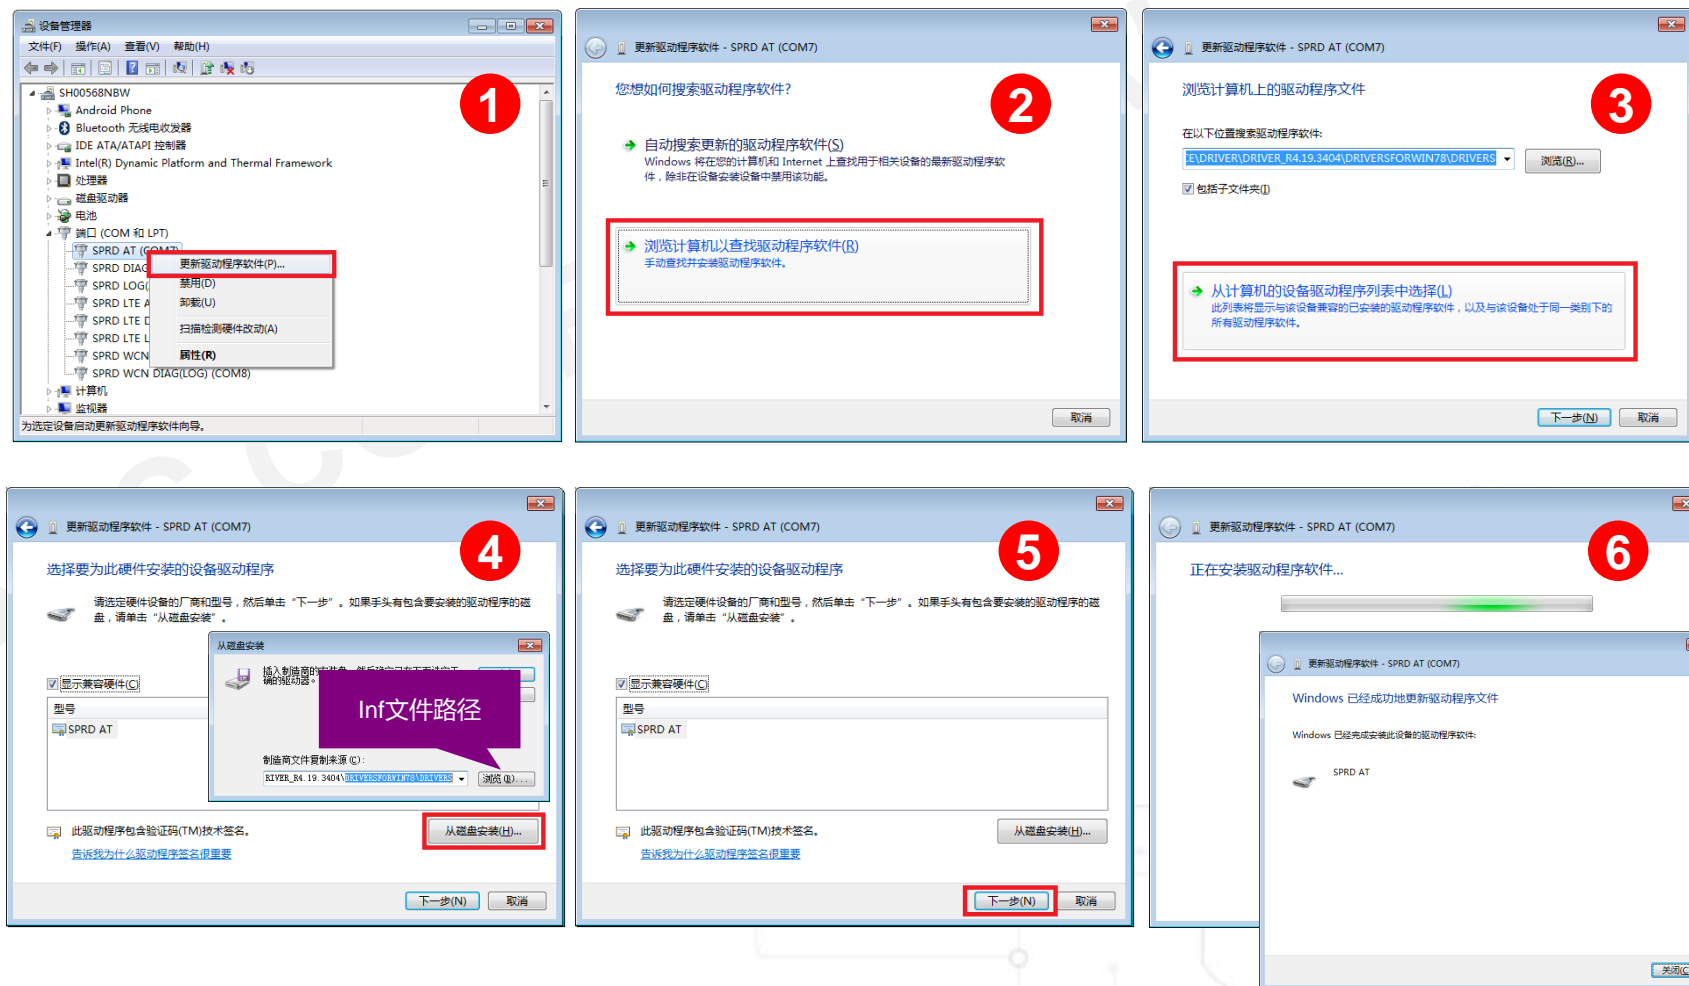 设备管理器
文件(F) 操作(A) 查看(V) 帮助(H)
SH00568NBW
Android Phone
Bluetooth 无线电收发器
IDE ATA/ATAPI 控制器
Intel(R) Dynamic Platform and Thermal Framework
处理器
磁盘驱动器
电池
端口 (COM 和 LPT)
SPRD AT (COM7)
SPRD DIAG
SPRD LOG(
SPRD LTE A
SPRD LTE D
SPRD LTE L
SPRD WCN
SPRD WCN DIAG(LOG) (COM8)
计算机
监视器
更新驱动程序软件(P)...
禁用(D)
卸载(U)
扫描检测硬件改动(A)
属性(R)
为选定设备启动更新驱动程序软件向导。
1
更新驱动程序软件 - SPRD AT (COM7)
您想如何搜索驱动程序软件?
2
自动搜索更新的驱动程序软件(S)
Windows 将在您的计算机和 Internet 上查找用于相关设备的最新驱动程序软
件，除非在设备安装设置中禁用该功能。
浏览计算机以查找驱动程序软件(R)
手动查找并安装驱动程序软件。
取消
更新驱动程序软件 - SPRD AT (COM7)
浏览计算机上的驱动程序文件
3
在以下位置搜索驱动程序软件:
E\DRIVER\DRIVER_R4.19.3404\DRIVERSFORWIN78\DRIVERS
浏览(R)...
包括子文件夹(I)
从计算机的设备驱动程序列表中选择(L)
此列表将显示与该设备兼容的已安装的驱动程序软件，以及与该设备处于同一类别下的
所有驱动程序软件。
下一步(N) 取消
更新驱动程序软件 - SPRD AT (COM7)
4
选择要为此硬件安装的设备驱动程序
请选定硬件设备的厂商和型号，然后单击“下一步”。如果手头有包含要安装的驱动程序的磁
盘，请单击“从磁盘安装”。
显示兼容硬件(C)
型号
SPRD AT
从磁盘安装
插入制造商的安装盘，然后确定已在下面选定正
确的驱动器。
Inf文件路径
制造商文件复制来源(C):
RIVER_R4.19.3404\DRIVERSFORWIN78\DRIVERS
浏览(B)...
此驱动程序包含验证码(TM)技术签名。
告诉我为什么驱动程序签名很重要
从磁盘安装(H)...
下一步(N) 取消
更新驱动程序软件 - SPRD AT (COM7)
5
选择要为此硬件安装的设备驱动程序
请选定硬件设备的厂商和型号，然后单击“下一步”。如果手头有包含要安装的驱动程序的磁
盘，请单击“从磁盘安装”。
显示兼容硬件(C)
型号
SPRD AT
此驱动程序包含验证码(TM)技术签名。
告诉我为什么驱动程序签名很重要
从磁盘安装(H)...
下一步(N) 取消
更新驱动程序软件 - SPRD AT (COM7)
6
正在安装驱动程序软件...
更新驱动程序软件 - SPRD AT (COM7)
Windows 已经成功地更新驱动程序文件
Windows 已经完成安装此设备的驱动程序软件:
SPRD AT
关闭(C